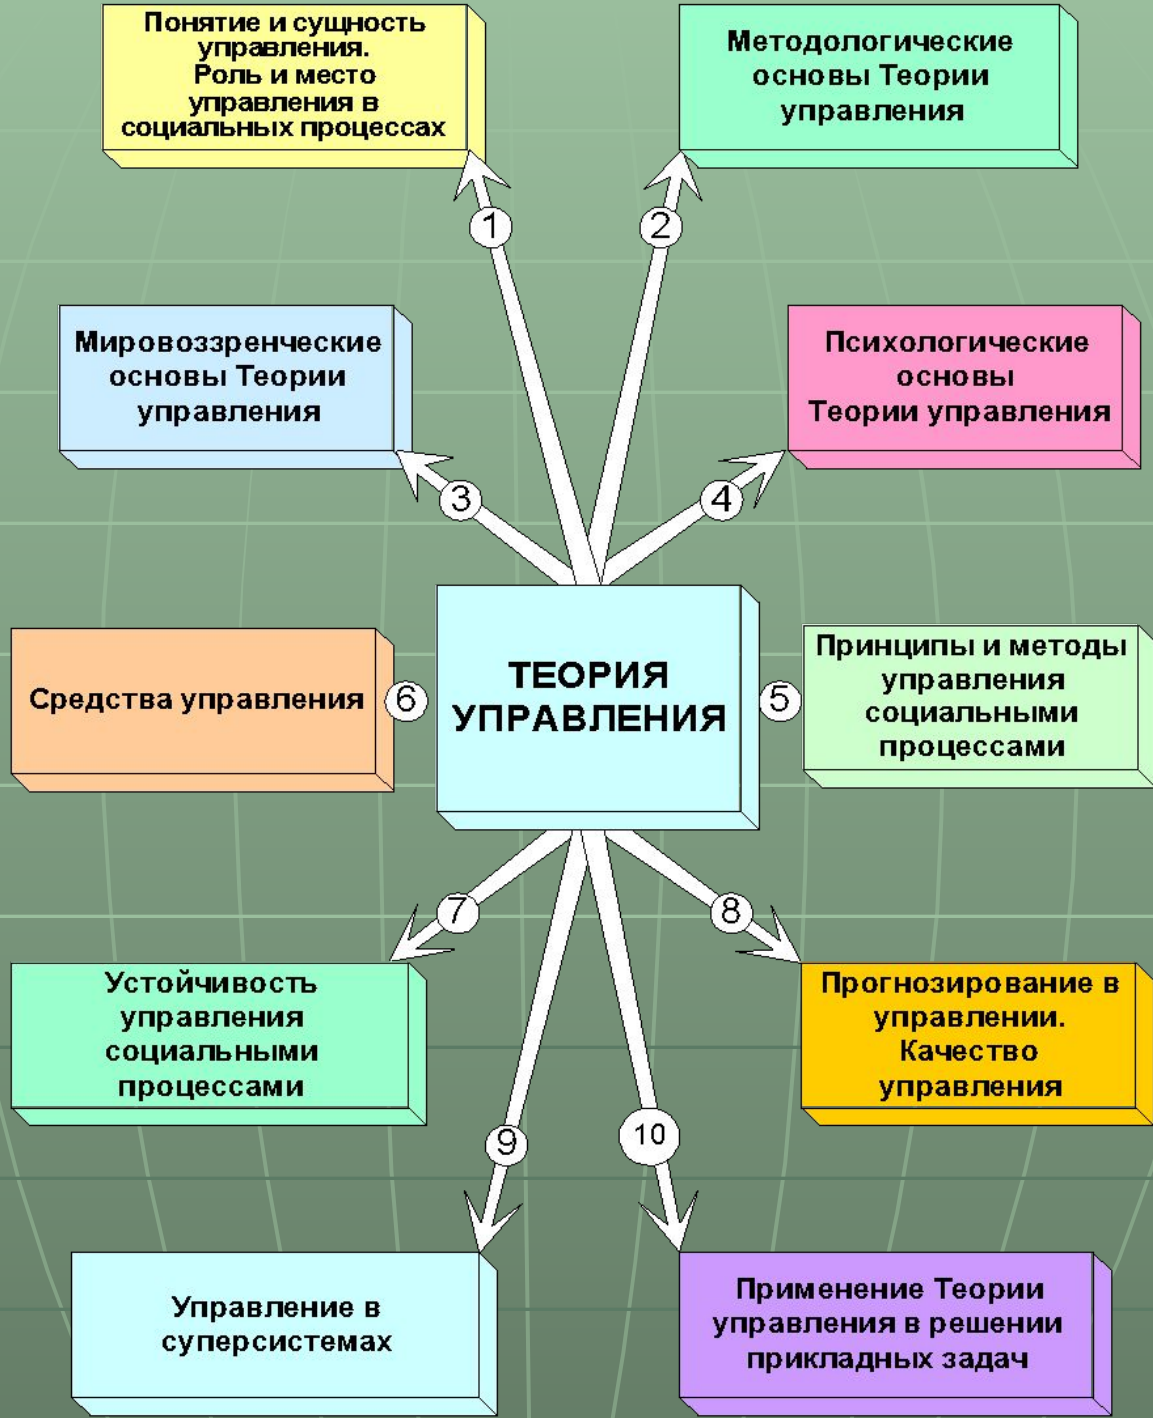 Понятие и сущность
управления.
Роль и место
управления в
социальных процессах
Методологические
основы Теории
управления
1
2
Мировоззренческие
основы Теории
управления
Психологические
основы
Теории управления
3
4
Средства управления
6
ТЕОРИЯ
УПРАВЛЕНИЯ
5
Принципы и методы
управления
социальными
процессами
7
8
Устойчивость
управления
социальными
процессами
Прогнозирование в
управлении.
Качество
управления
9
10
Управление в
суперсистемах
Применение Теории
управления в решении
прикладных задач